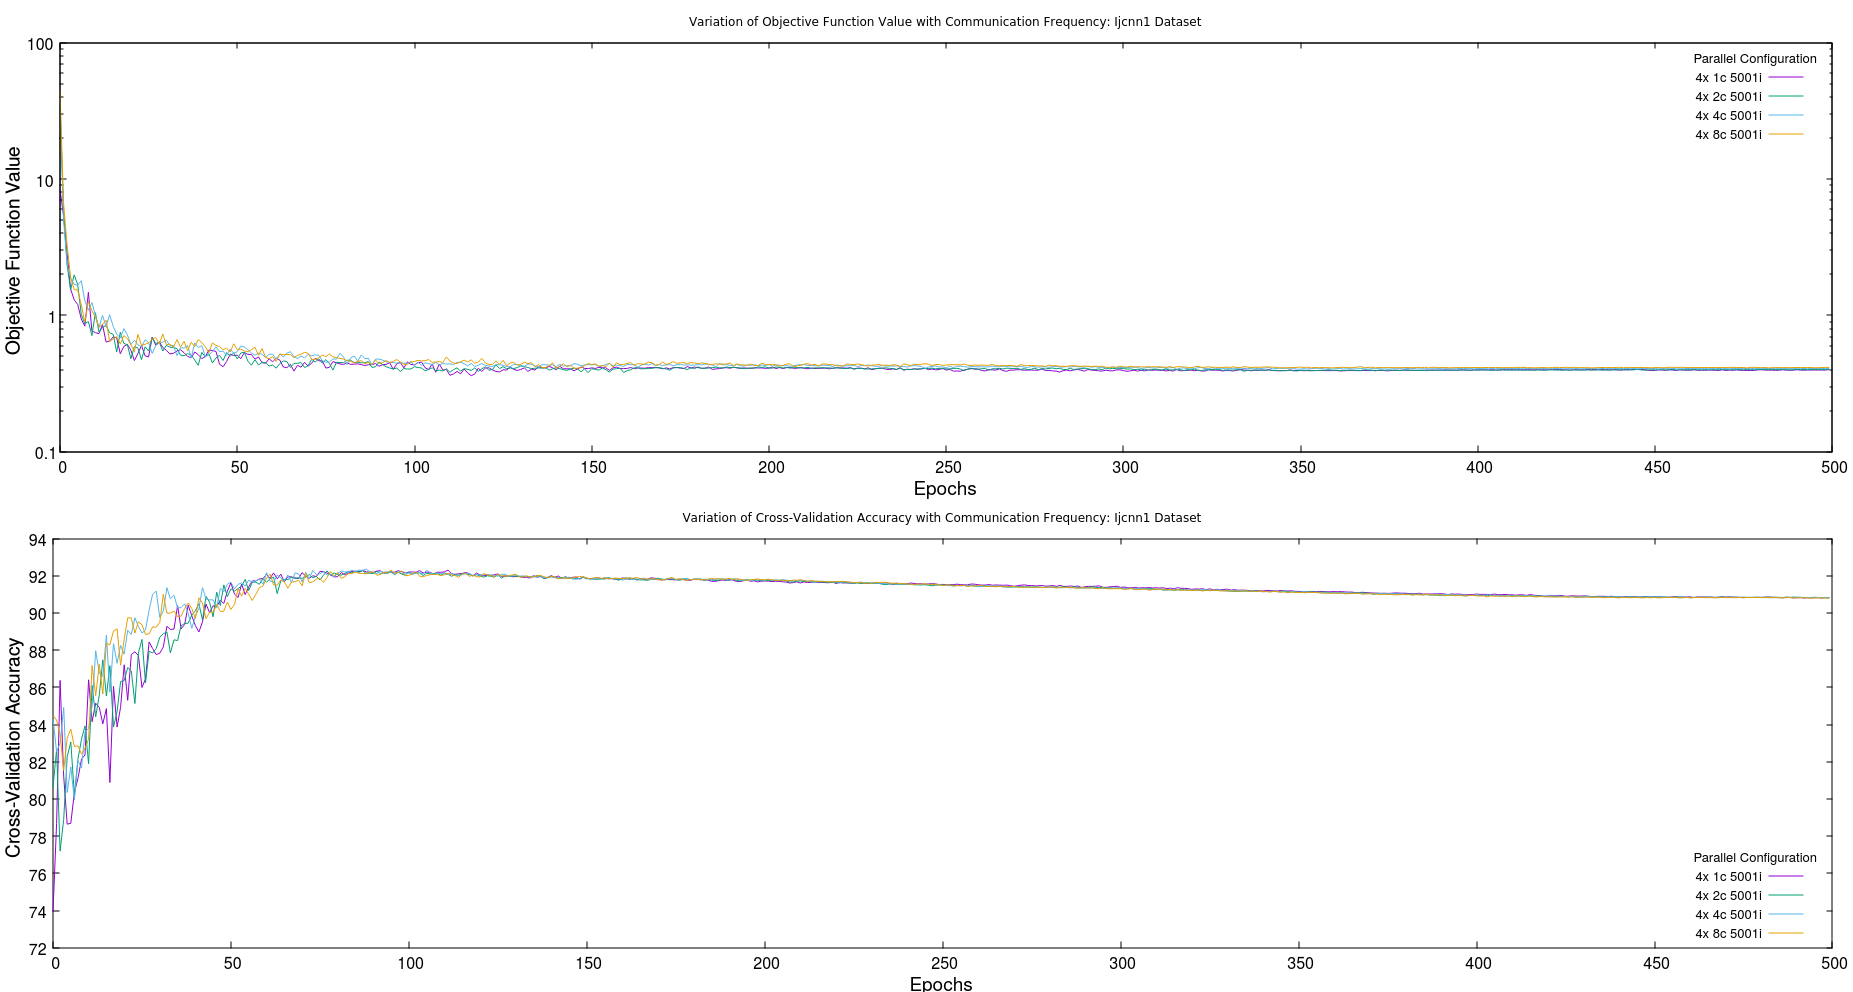 Variation of Objective Function Value with Communication Frequency: Ijcnn1 Dataset
Objective Function Value
100
10
1
0.1
Parallel Configuration
4x 1c 5001i
4x 2c 5001i
4x 4c 5001i
4x 8c 5001i
0 50 100 150 200 250 300 350 400 450 500
Epochs
Variation of Cross-Validation Accuracy with Communication Frequency: Ijcnn1 Dataset
Cross-Validation Accuracy
94
92
90
88
86
84
82
80
78
76
74
72
Parallel Configuration
4x 1c 5001i
4x 2c 5001i
4x 4c 5001i
4x 8c 5001i
0 50 100 150 200 250 300 350 400 450 500
Epochs